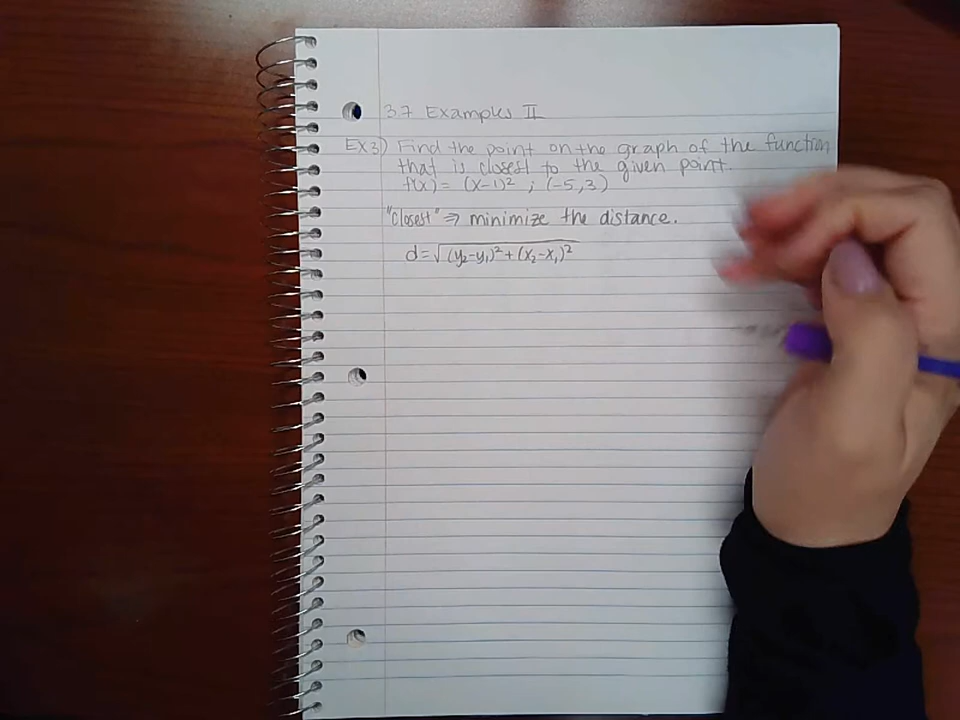 3.7 Examples II
Ex 3) Find the point on the graph of the function
that is closest to the given point.
f(x) = (x-1)² ; (-5,3)
"closest" ⇒ minimize the distance.
d = √(y₂-y₁)² + (x₂-x₁)²